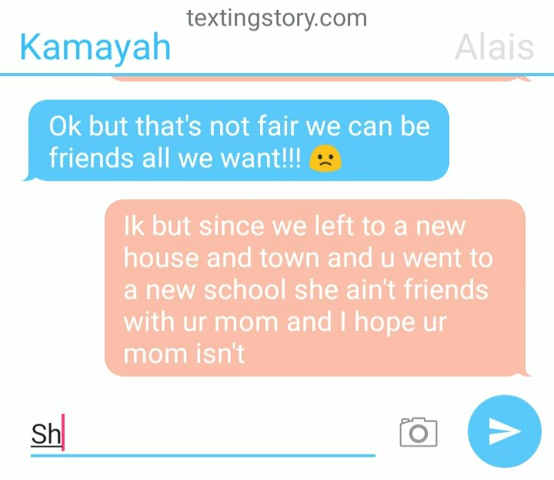 textingstory.com
Kamayah
Alais
Ok but that's not fair we can be
friends all we want!!! 🙁
Ik but since we left to a new
house and town and u went to
a new school she ain't friends
with ur mom and I hope ur
mom isn't
Sh